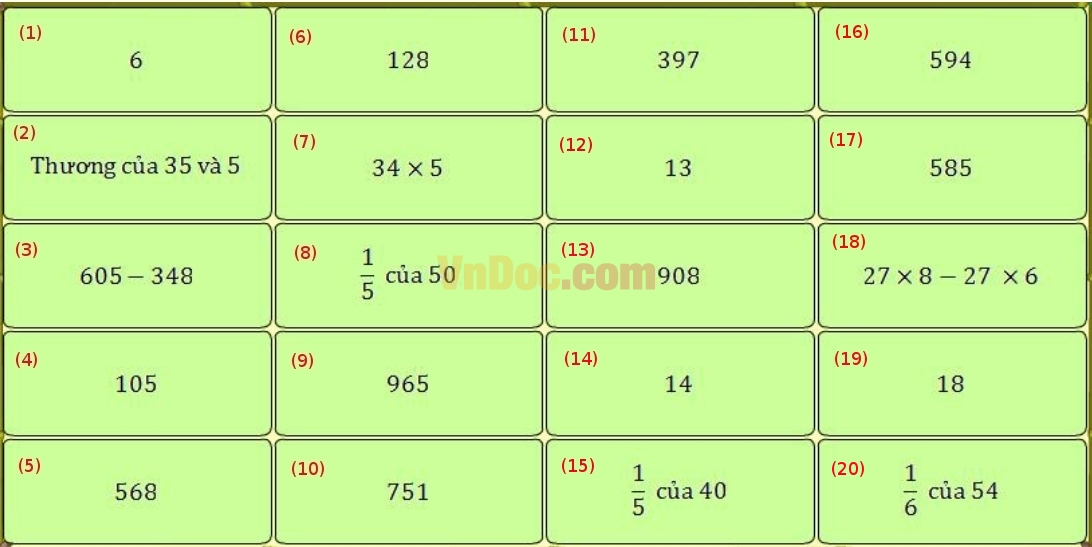 (1) 6
(6) 128
(11) 397
(16) 594
(2) Thương của 35 và 5
(7) 34 × 5
(12) 13
(17) 585
(3) 605 − 348
(8) 1/5 của 50
(13) 908
(18) 27 × 8 − 27 × 6
VnDoc.com
(4) 105
(9) 965
(14) 14
(19) 18
(5) 568
(10) 751
(15) 1/5 của 40
(20) 1/6 của 54